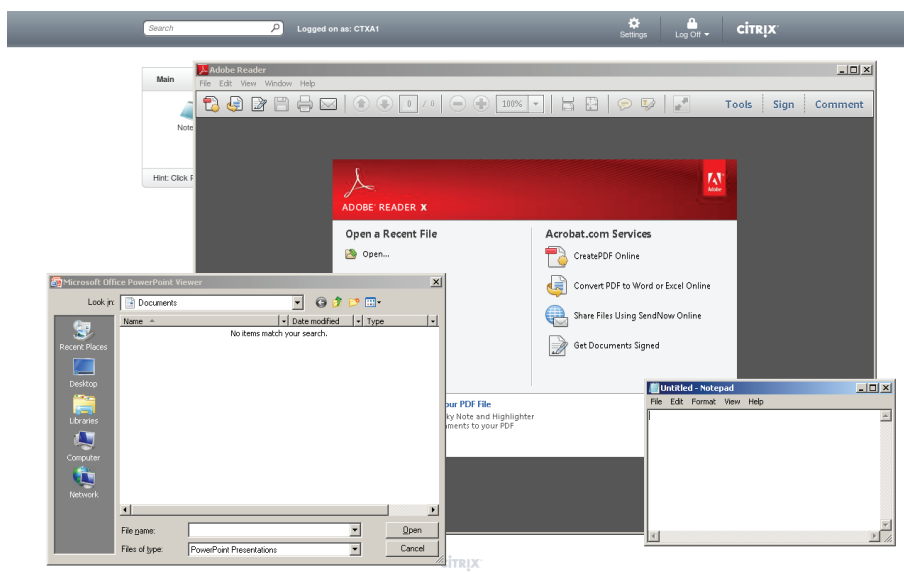 Search
Logged on as: CTXA1
Settings
Log Off
CITRIX
Main
Note
Hint: Click
Adobe Reader
File Edit View Window Help
0 / 0
100%
Tools Sign Comment
Adobe
ADOBE® READER X
Open a Recent File
Open...
Acrobat.com Services
CreatePDF Online
Convert PDF to Word or Excel Online
Share Files Using SendNow Online
Get Documents Signed
our PDF File
ky Note and Highlighter
mments to your PDF
Microsoft Office PowerPoint Viewer
Look in:
Documents
Name
Date modified
Type
No items match your search.
Recent Places
Desktop
Libraries
Computer
Network
File name:
Open
Files of type:
PowerPoint Presentations
Cancel
Untitled - Notepad
File Edit Format View Help
CITRIX